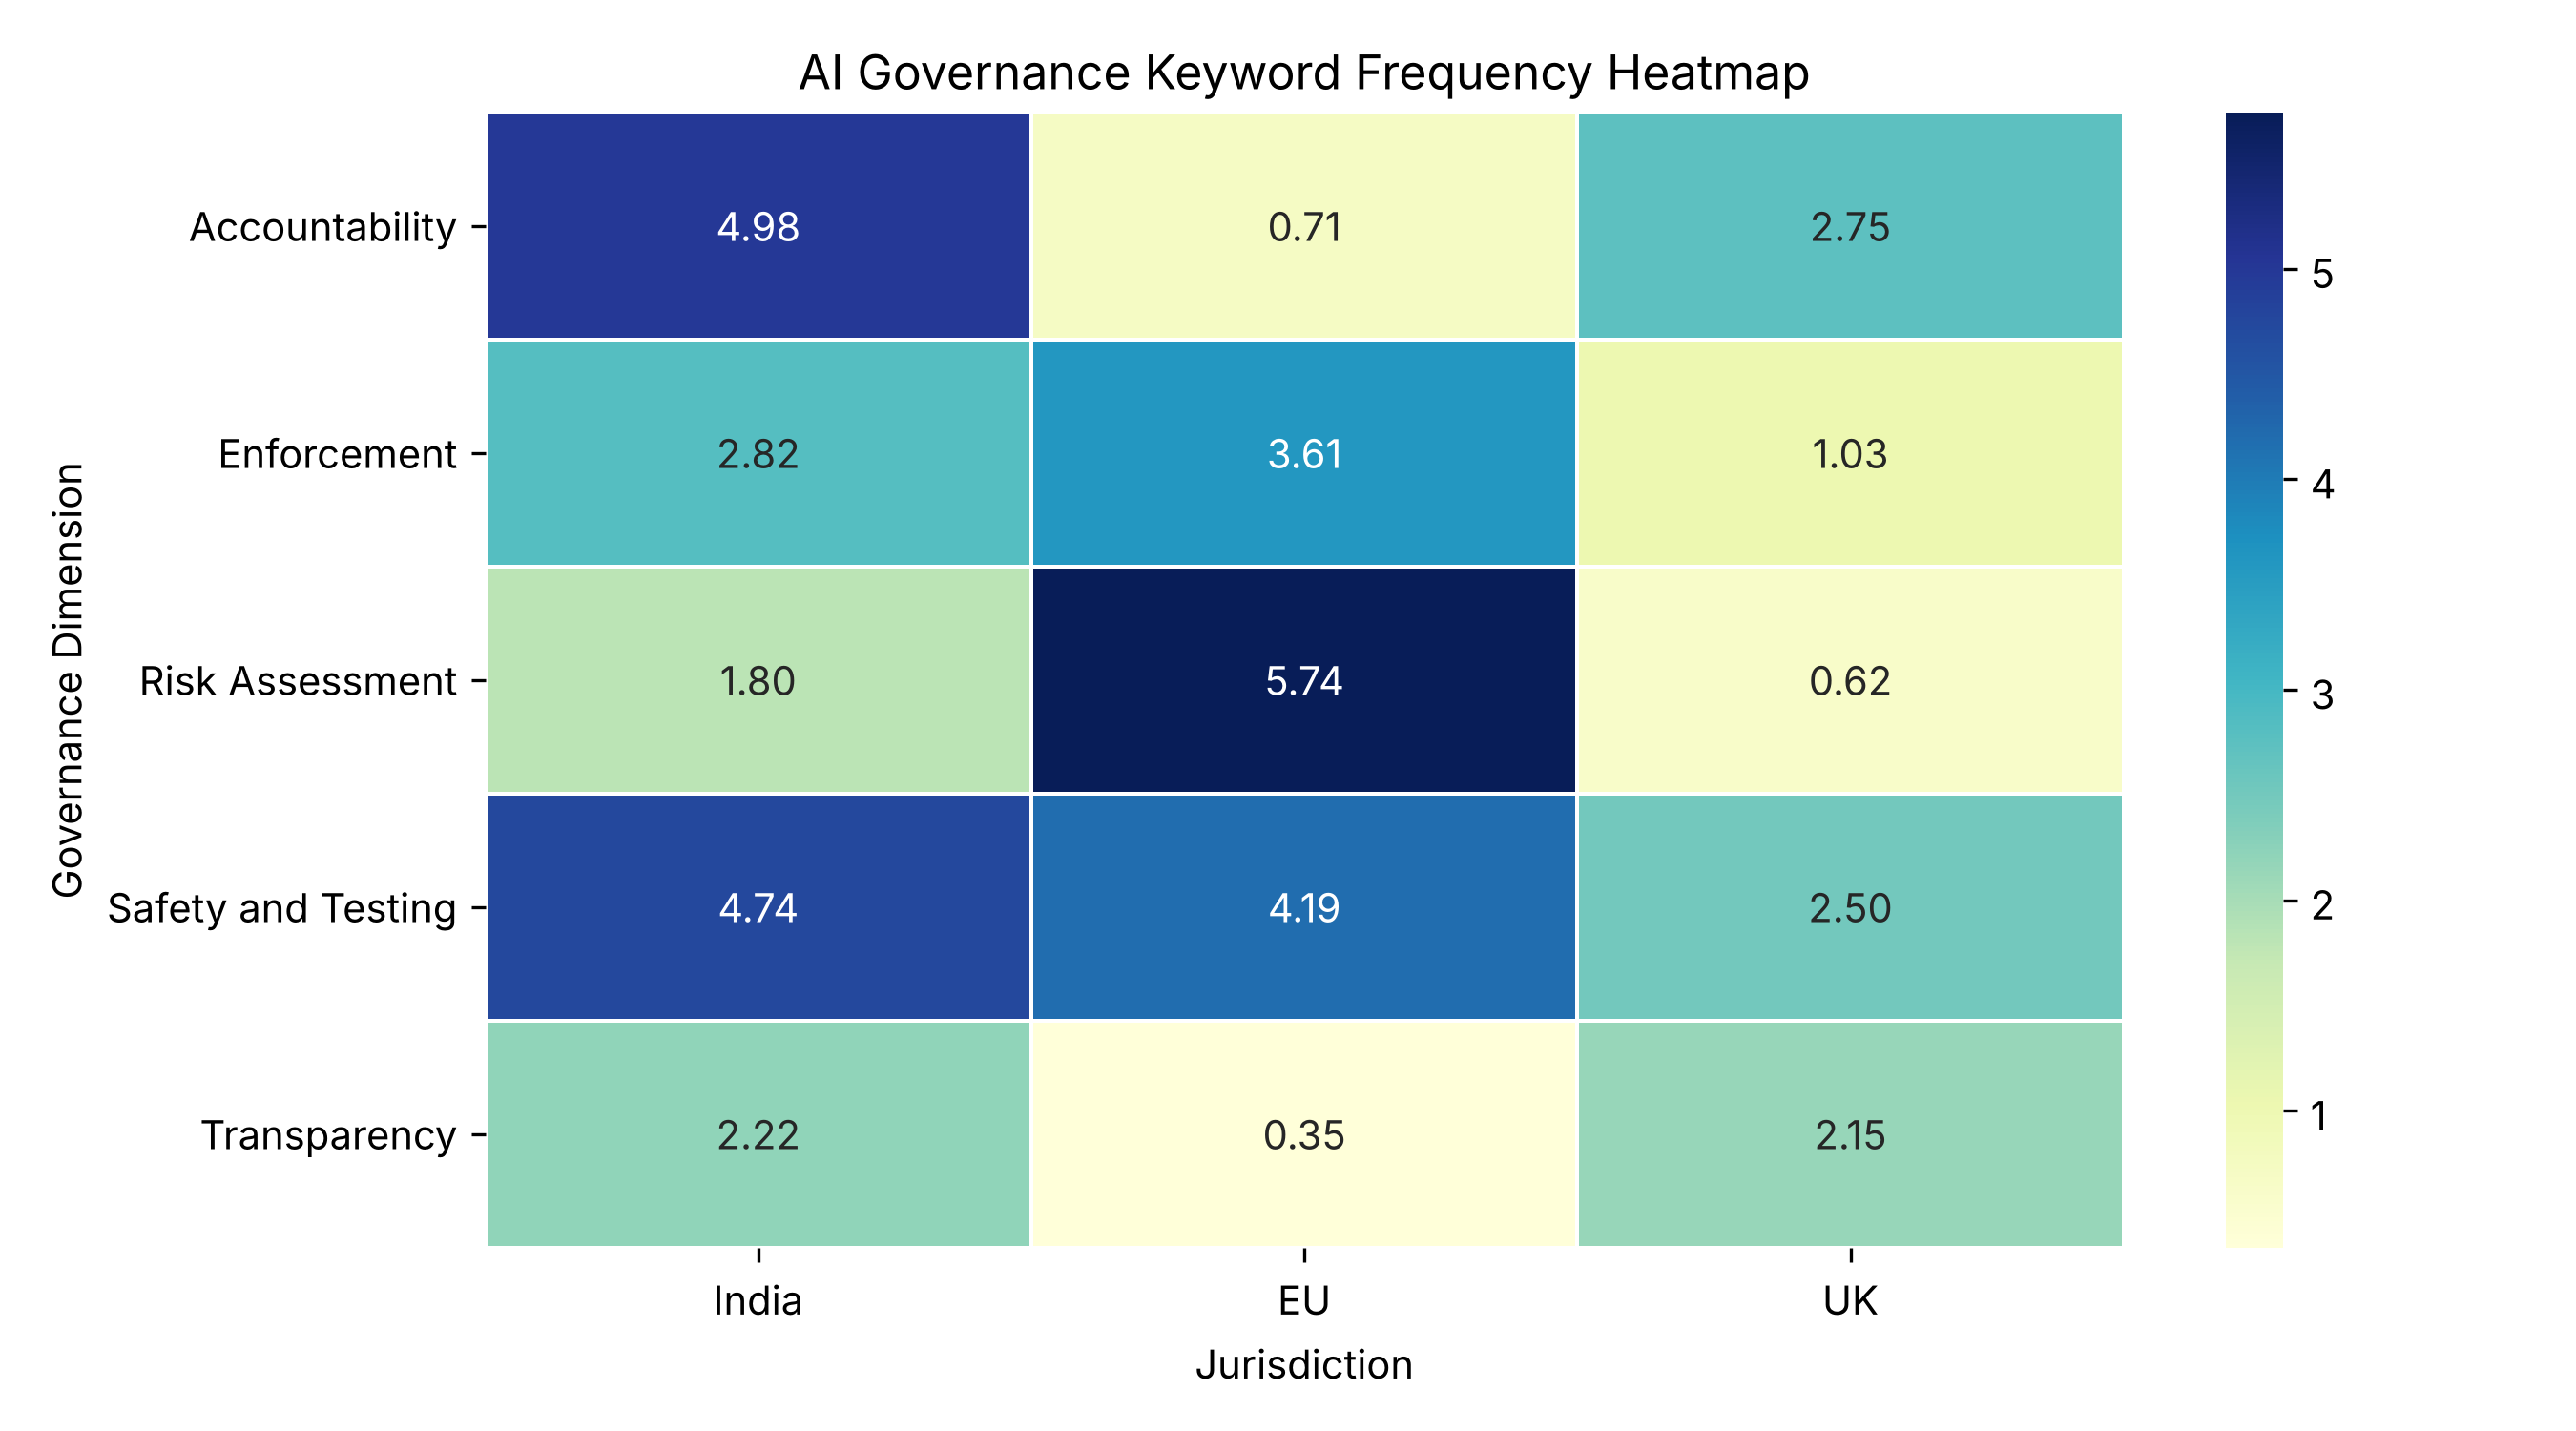 AI Governance Keyword Frequency Heatmap
Governance Dimension
Accountability 4.98 0.71 2.75
Enforcement 2.82 3.61 1.03
Risk Assessment 1.80 5.74 0.62
Safety and Testing 4.74 4.19 2.50
Transparency 2.22 0.35 2.15
India EU UK
Jurisdiction
5
4
3
2
1